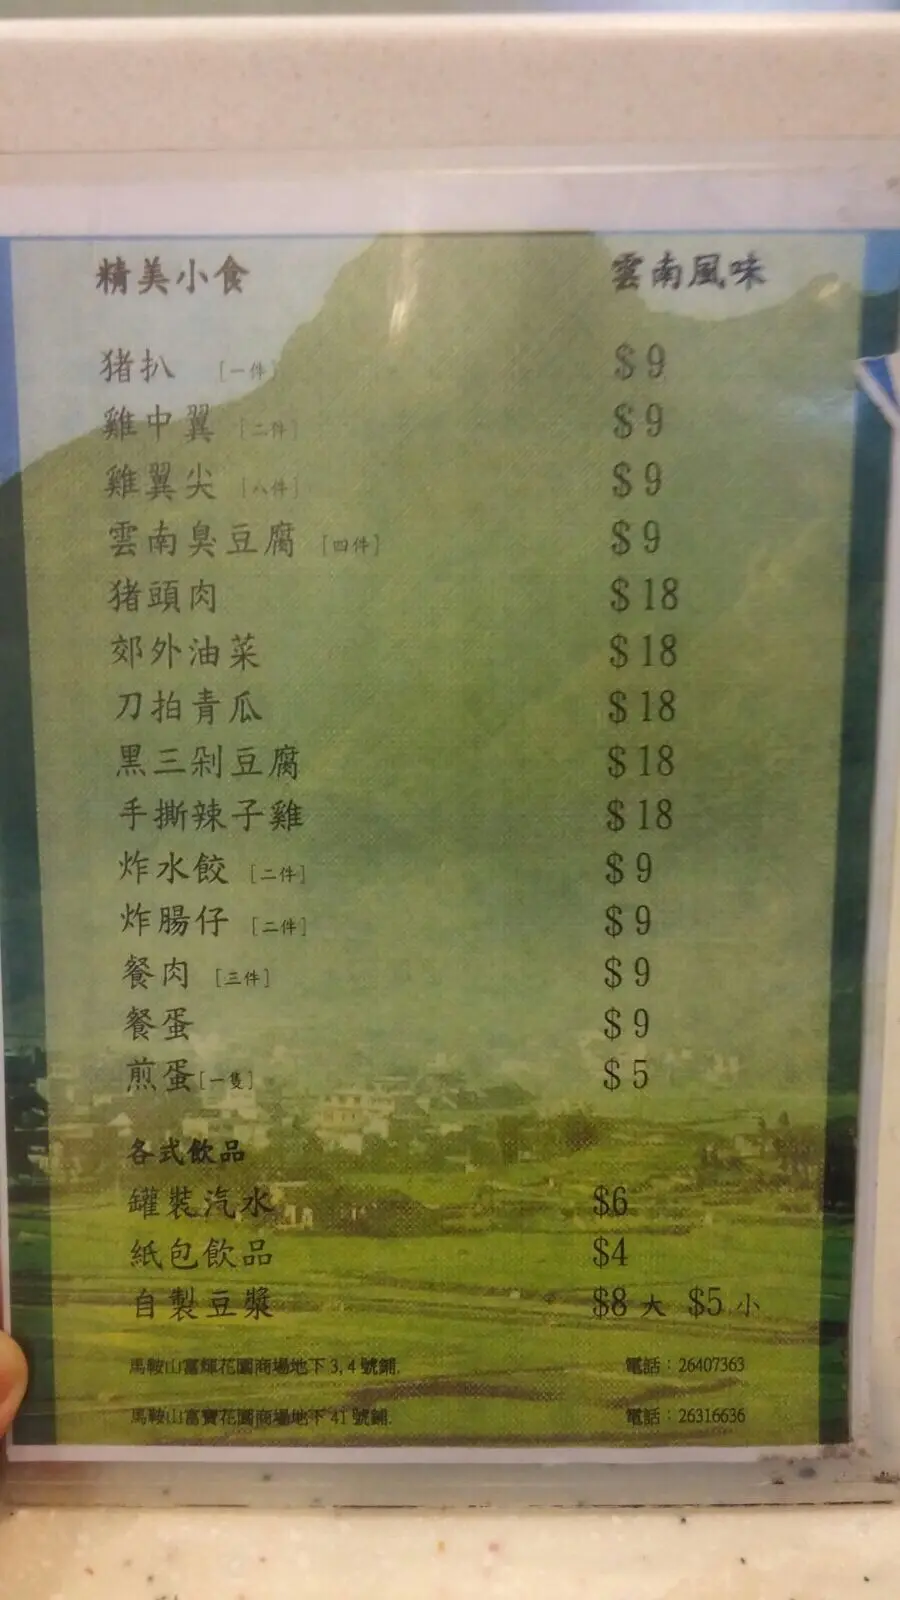 精美小食 雲南風味
猪扒 [一件] $9
雞中翼 [二件] $9
雞翼尖 [八件] $9
雲南臭豆腐 [四件] $9
猪頭肉 $18
郊外油菜 $18
刀拍青瓜 $18
黑三剁豆腐 $18
手撕辣子雞 $18
炸水餃 [二件] $9
炸腸仔 [二件] $9
餐肉 [三件] $9
餐蛋 $9
煎蛋[一隻] $5
各式飲品
罐裝汽水 $6
紙包飲品 $4
自製豆漿 $8 大 $5 小
馬鞍山富輝花園商場地下 3, 4 號鋪. 電話：26407363
馬鞍山富寶花園商場地下 41 號鋪. 電話：26316636